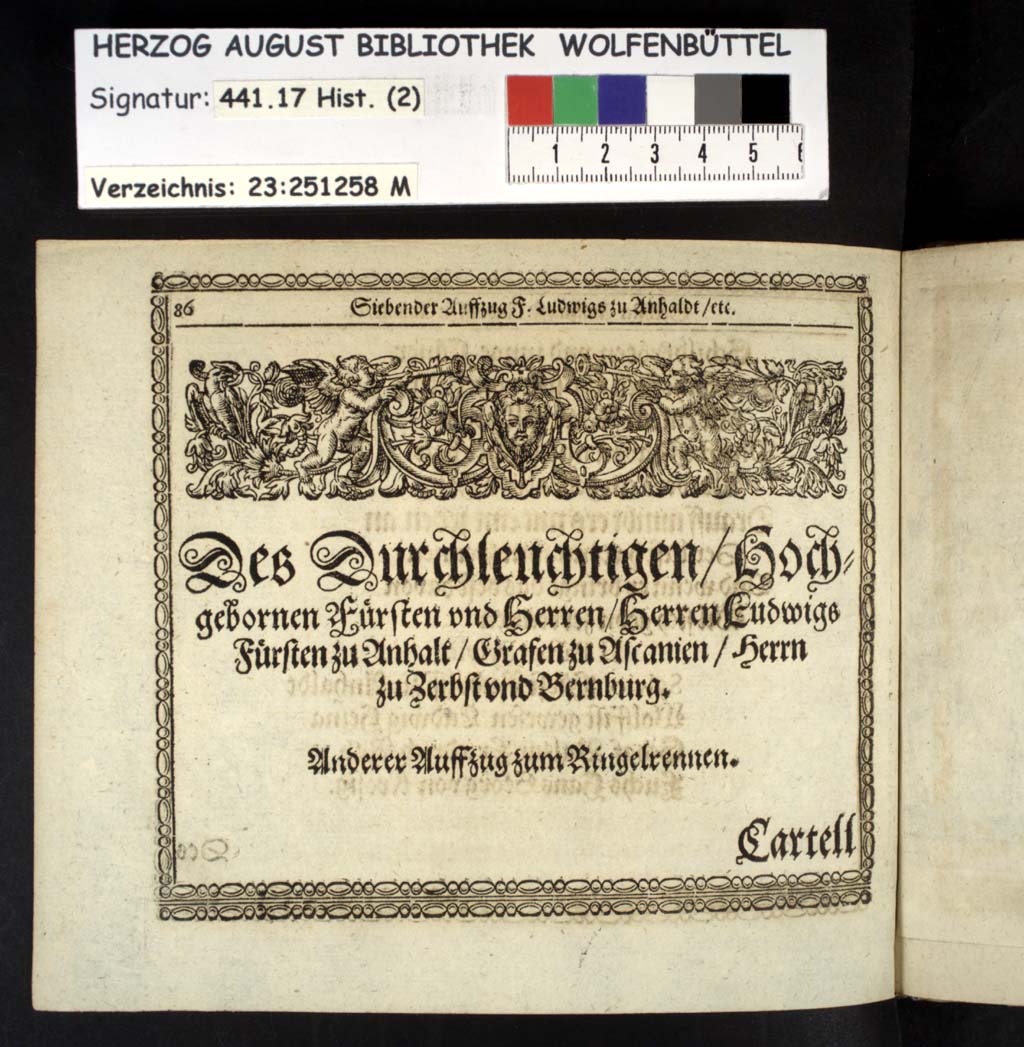 HERZOG AUGUST BIBLIOTHEK WOLFENBÜTTEL
Signatur: 441.17 Hist. (2)
1 2 3 4 5 6
Verzeichnis: 23:251258 M
86 Siebender Auffzug F. Ludwigs zu Anhaldt / etc.
Des Durchleuchtigen / Hoch-
gebornen Fürsten vnd Herren / Herren Ludwigs
Fürsten zu Anhalt / Grafen zu Ascanien / Herrn
zu Zerbst vnd Bernburg.
Anderer Auffzug zum Ringelrennen.
Cartell